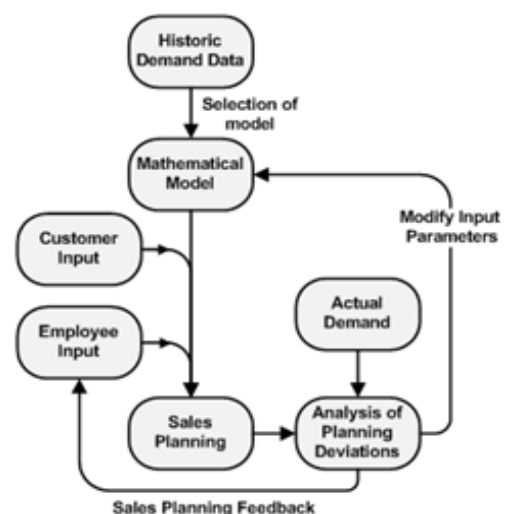 Historic
Demand Data
Selection of
model
Mathematical
Model
Modify Input
Parameters
Customer
Input
Actual
Demand
Employee
Input
Sales
Planning
Analysis of
Planning
Deviations
Sales Planning Feedback